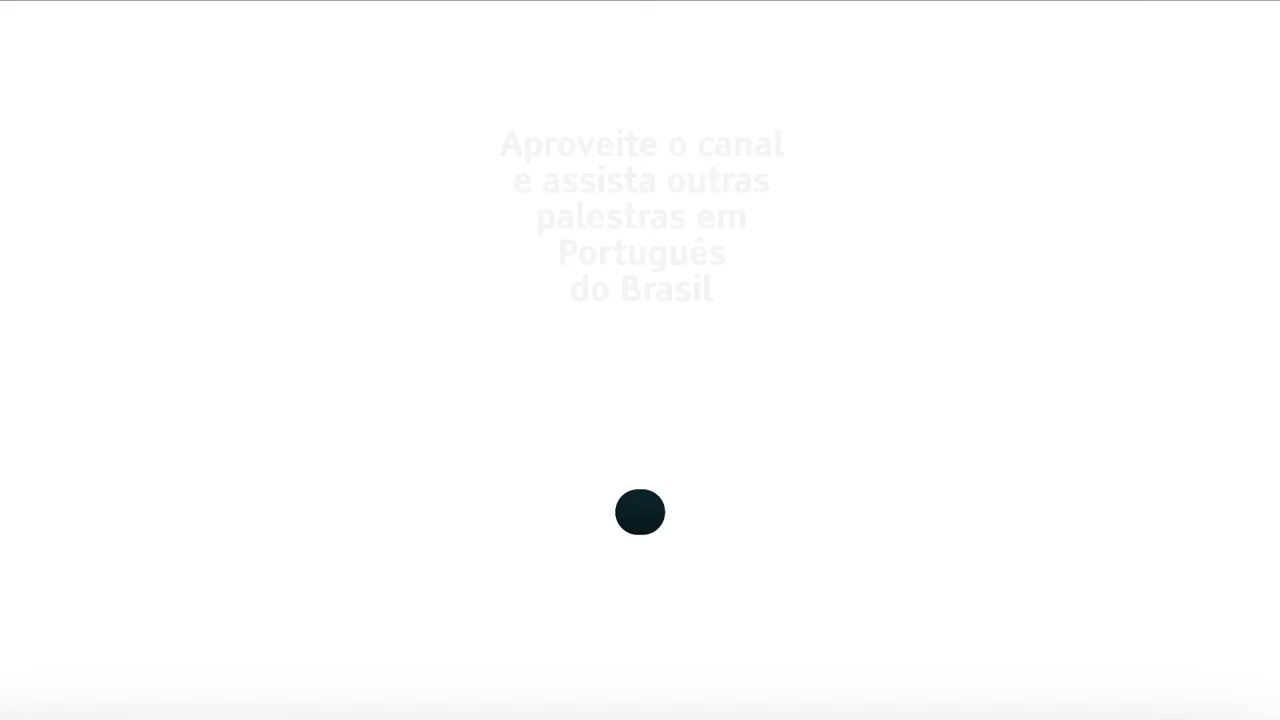 Aproveite o canal
e assista outras
palestras em
Português
do Brasil